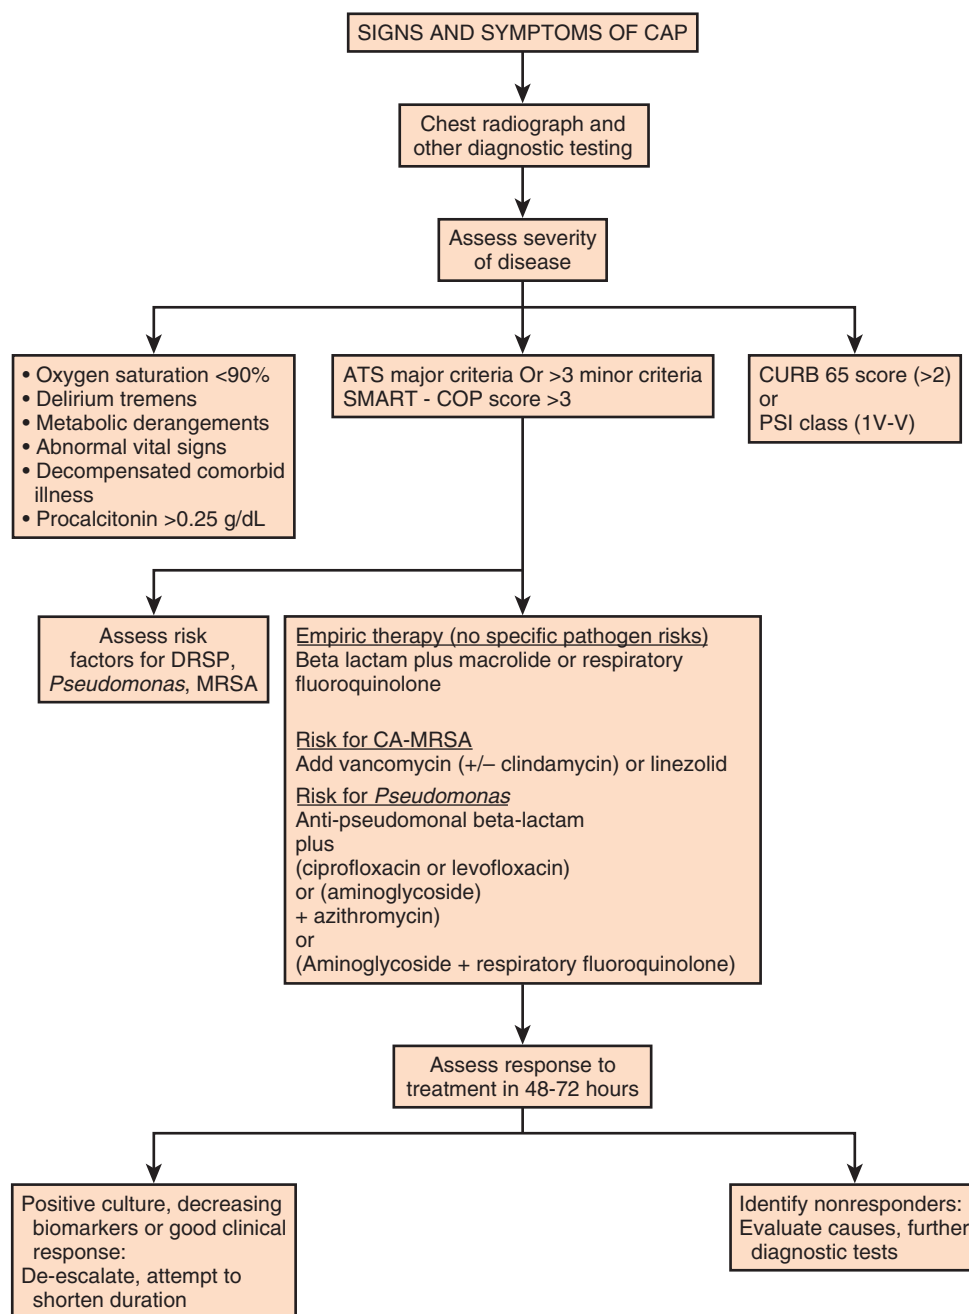 SIGNS AND SYMPTOMS OF CAP
Chest radiograph and
other diagnostic testing
Assess severity
of disease
• Oxygen saturation <90%
• Delirium tremens
• Metabolic derangements
• Abnormal vital signs
• Decompensated comorbid
illness
• Procalcitonin >0.25 g/dL
ATS major criteria Or >3 minor criteria
SMART - COP score >3
CURB 65 score (>2)
or
PSI class (1V-V)
Assess risk
factors for DRSP,
Pseudomonas, MRSA
Empiric therapy (no specific pathogen risks)
Beta lactam plus macrolide or respiratory
fluoroquinolone
Risk for CA-MRSA
Add vancomycin (+/– clindamycin) or linezolid
Risk for Pseudomonas
Anti-pseudomonal beta-lactam
plus
(ciprofloxacin or levofloxacin)
or (aminoglycoside)
+ azithromycin)
or
(Aminoglycoside + respiratory fluoroquinolone)
Assess response to
treatment in 48-72 hours
Positive culture, decreasing
biomarkers or good clinical
response:
De-escalate, attempt to
shorten duration
Identify nonresponders:
Evaluate causes, further
diagnostic tests